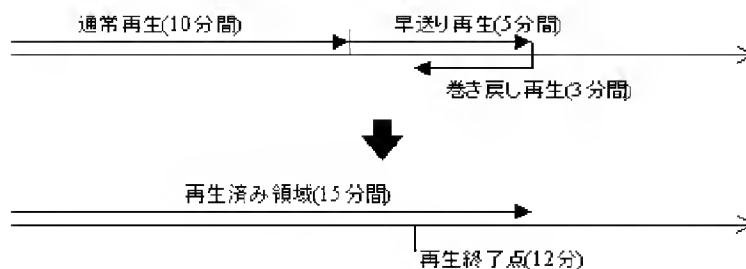 通常再生(10分間)
早送り再生(5分間)
巻き戻し再生(3分間)
再生済み領域(15分間)
再生終了点(12分)